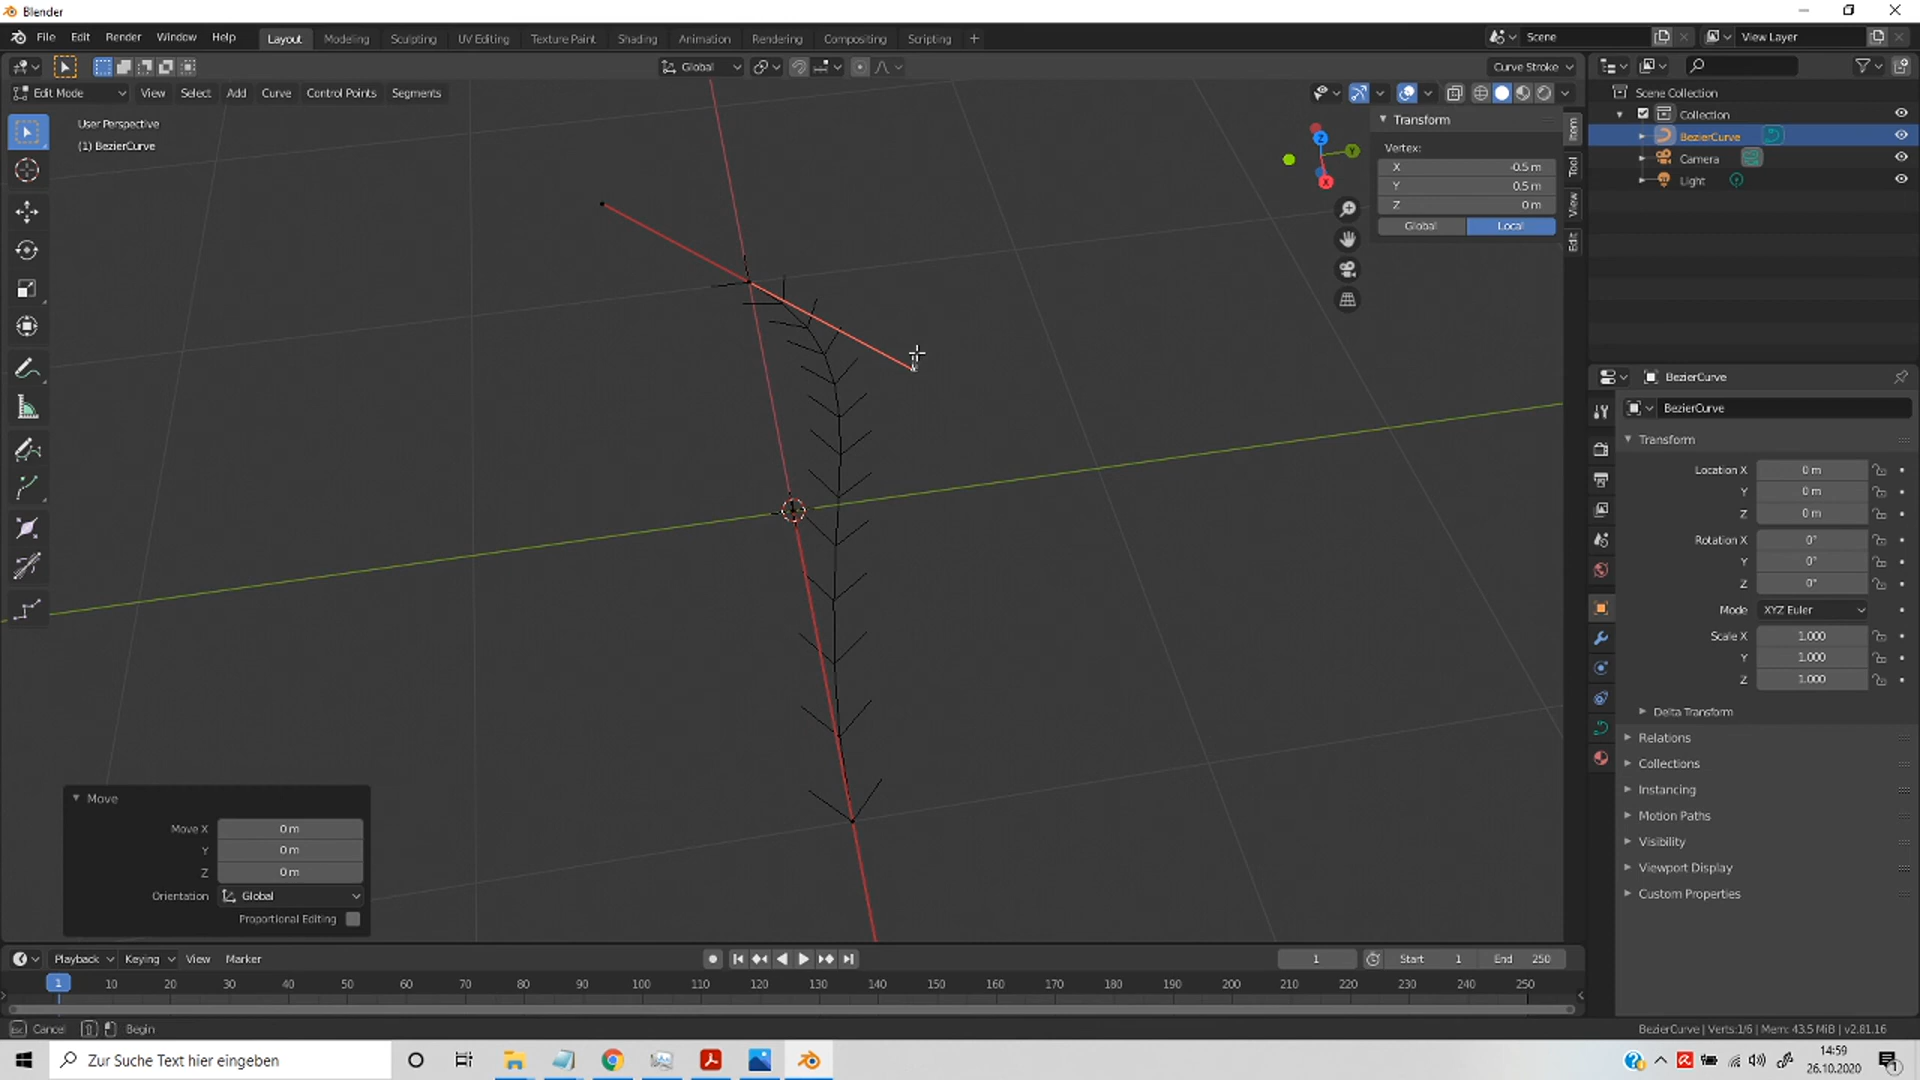 Blender
File Edit Render Window Help Layout Modeling Sculpting UV Editing Texture Paint Shading Animation Rendering Compositing Scripting + Scene View Layer
Global Curve Stroke
Edit Mode View Select Add Curve Control Points Segments
User Perspective
(1) BezierCurve
Transform
Vertex:
X -0.5 m
Y 0.5 m
Z 0 m
Global Local
Item
Tool
View
Edit
Z
Y
X
Scene Collection
Collection
BezierCurve
Camera
Light
BezierCurve
BezierCurve
Transform
Location X 0 m
Y 0 m
Z 0 m
Rotation X 0°
Y 0°
Z 0°
Mode XYZ Euler
Scale X 1.000
Y 1.000
Z 1.000
Delta Transform
Relations
Collections
Instancing
Motion Paths
Visibility
Viewport Display
Custom Properties
Move
Move X 0 m
Y 0 m
Z 0 m
Orientation Global
Proportional Editing
Playback Keying View Marker 1 Start 1 End 250
1 10 20 30 40 50 60 70 80 90 100 110 120 130 140 150 160 170 180 190 200 210 220 230 240 250
Esc Cancel Begin BezierCurve | Verts:1/6 | Mem: 43.5 MiB | v2.81.16
Zur Suche Text hier eingeben
14:59
26.10.2020